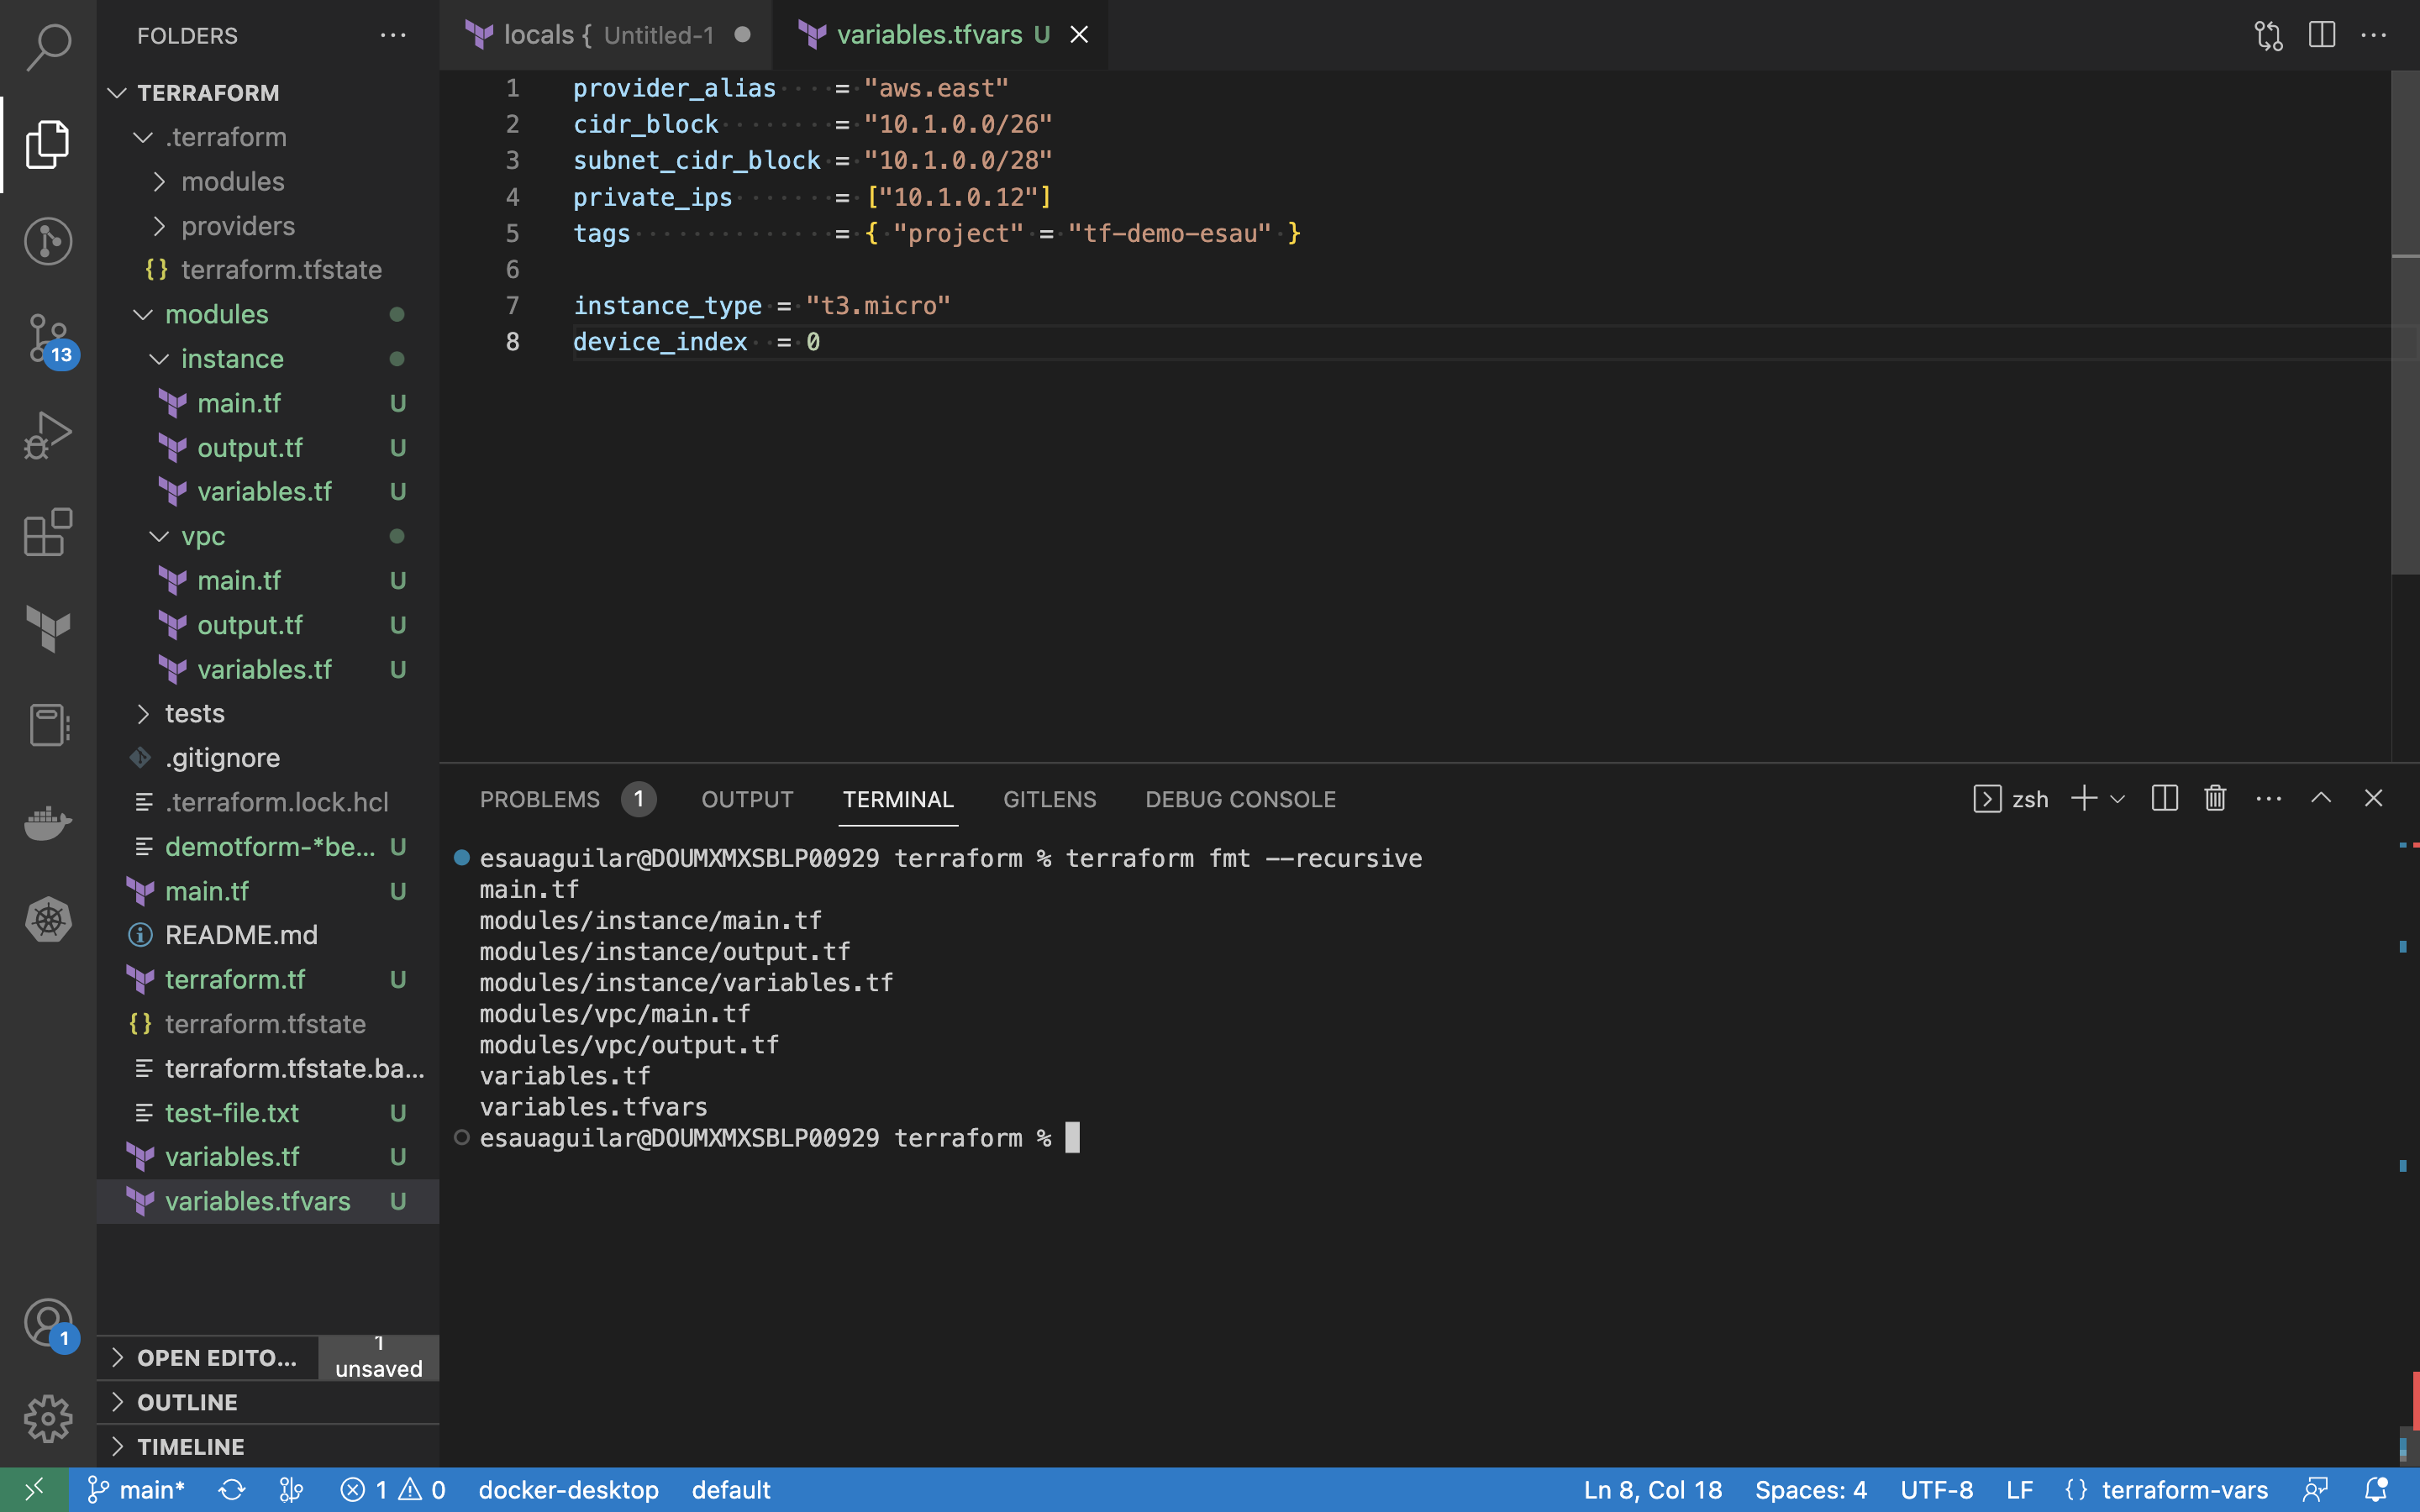 FOLDERS
TERRAFORM
.terraform
modules
providers
{} terraform.tfstate
modules
instance
main.tf U
output.tf U
variables.tf U
vpc
main.tf U
output.tf U
variables.tf U
tests
.gitignore
.terraform.lock.hcl
demotform-*be... U
main.tf U
README.md
terraform.tf U
{} terraform.tfstate
terraform.tfstate.ba...
test-file.txt U
variables.tf U
variables.tfvars U
OPEN EDITO... 1 unsaved
OUTLINE
TIMELINE
13
1
locals { Untitled-1
variables.tfvars U
1 provider_alias = "aws.east"
2 cidr_block = "10.1.0.0/26"
3 subnet_cidr_block = "10.1.0.0/28"
4 private_ips = ["10.1.0.12"]
5 tags = { "project" = "tf-demo-esau" }
6
7 instance_type = "t3.micro"
8 device_index = 0
PROBLEMS 1 OUTPUT TERMINAL GITLENS DEBUG CONSOLE
zsh
esauaguilar@DOUMXMXSBLP00929 terraform % terraform fmt --recursive
main.tf
modules/instance/main.tf
modules/instance/output.tf
modules/instance/variables.tf
modules/vpc/main.tf
modules/vpc/output.tf
variables.tf
variables.tfvars
esauaguilar@DOUMXMXSBLP00929 terraform %
main* 1 0 docker-desktop default Ln 8, Col 18 Spaces: 4 UTF-8 LF {} terraform-vars